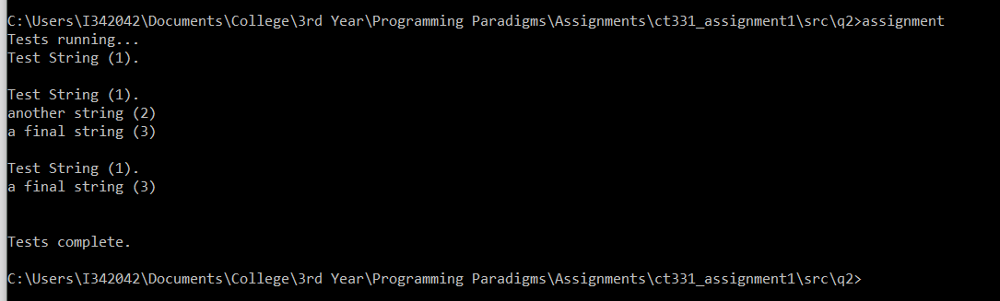 C:\Users\I342042\Documents\College\3rd Year\Programming Paradigms\Assignments\ct331_assignment1\src\q2>assignment
Tests running...
Test String (1).
Test String (1).
another string (2)
a final string (3)
Test String (1).
a final string (3)
Tests complete.
C:\Users\I342042\Documents\College\3rd Year\Programming Paradigms\Assignments\ct331_assignment1\src\q2>